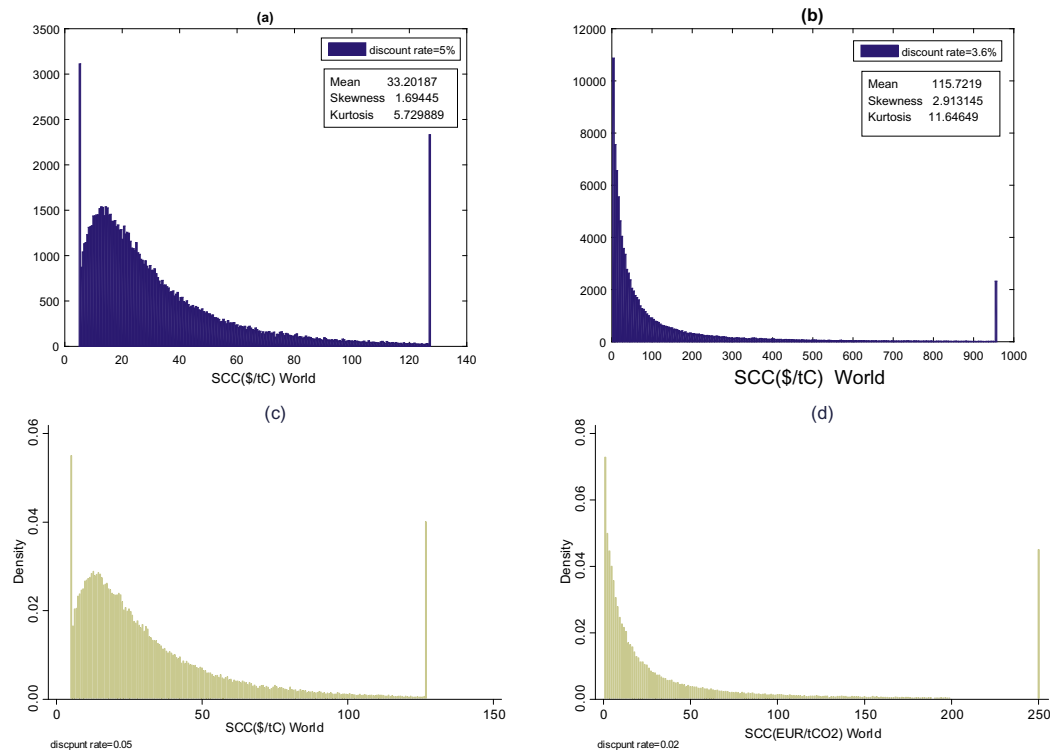 (a)
3500
3000
2500
2000
1500
1000
500
0
0 20 40 60 80 100 120 140
SCC($/tC) World
discount rate=5%
Mean 33.20187
Skewness 1.69445
Kurtosis 5.729889
(b)
12000
10000
8000
6000
4000
2000
0
0 100 200 300 400 500 600 700 800 900 1000
SCC($/tC) World
discount rate=3.6%
Mean 115.7219
Skewness 2.913145
Kurtosis 11.64649
(c)
0.06
0.04
0.02
0.00
Density
0 50 100 150
SCC($/tC) World
discpunt rate=0.05
(d)
0.08
0.06
0.04
0.02
0.00
Density
0 50 100 150 200 250
SCC(EUR/tCO2) World
discpunt rate=0.02